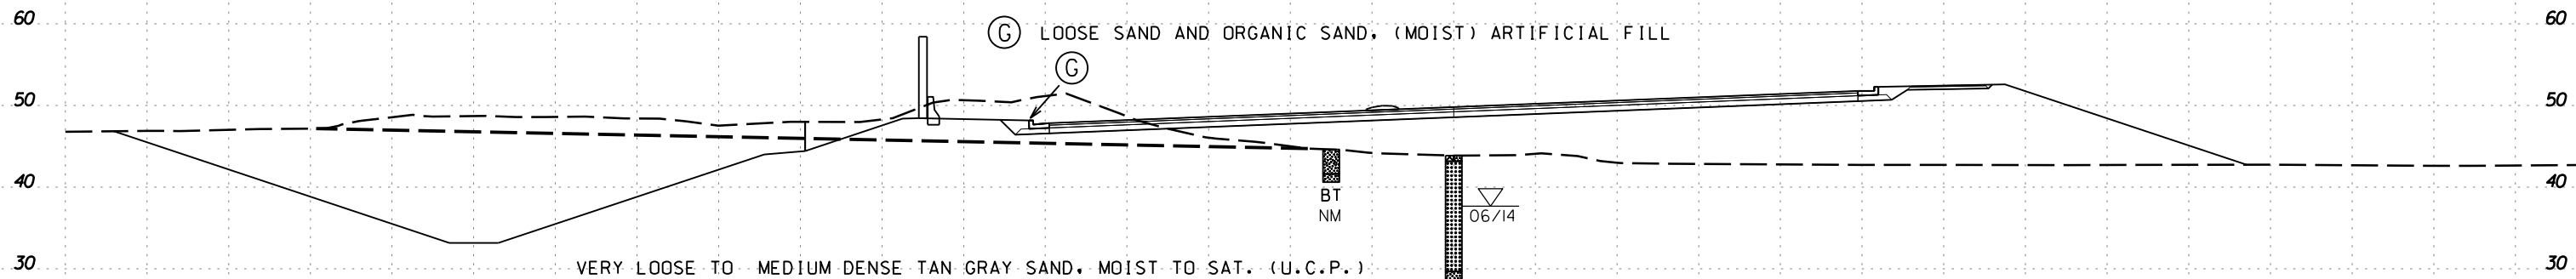 60 60
G LOOSE SAND AND ORGANIC SAND, (MOIST) ARTIFICIAL FILL
G
50 50
40 40
BT
NM
06/14
30 30
VERY LOOSE TO MEDIUM DENSE TAN GRAY SAND, MOIST TO SAT. (U.C.P.)